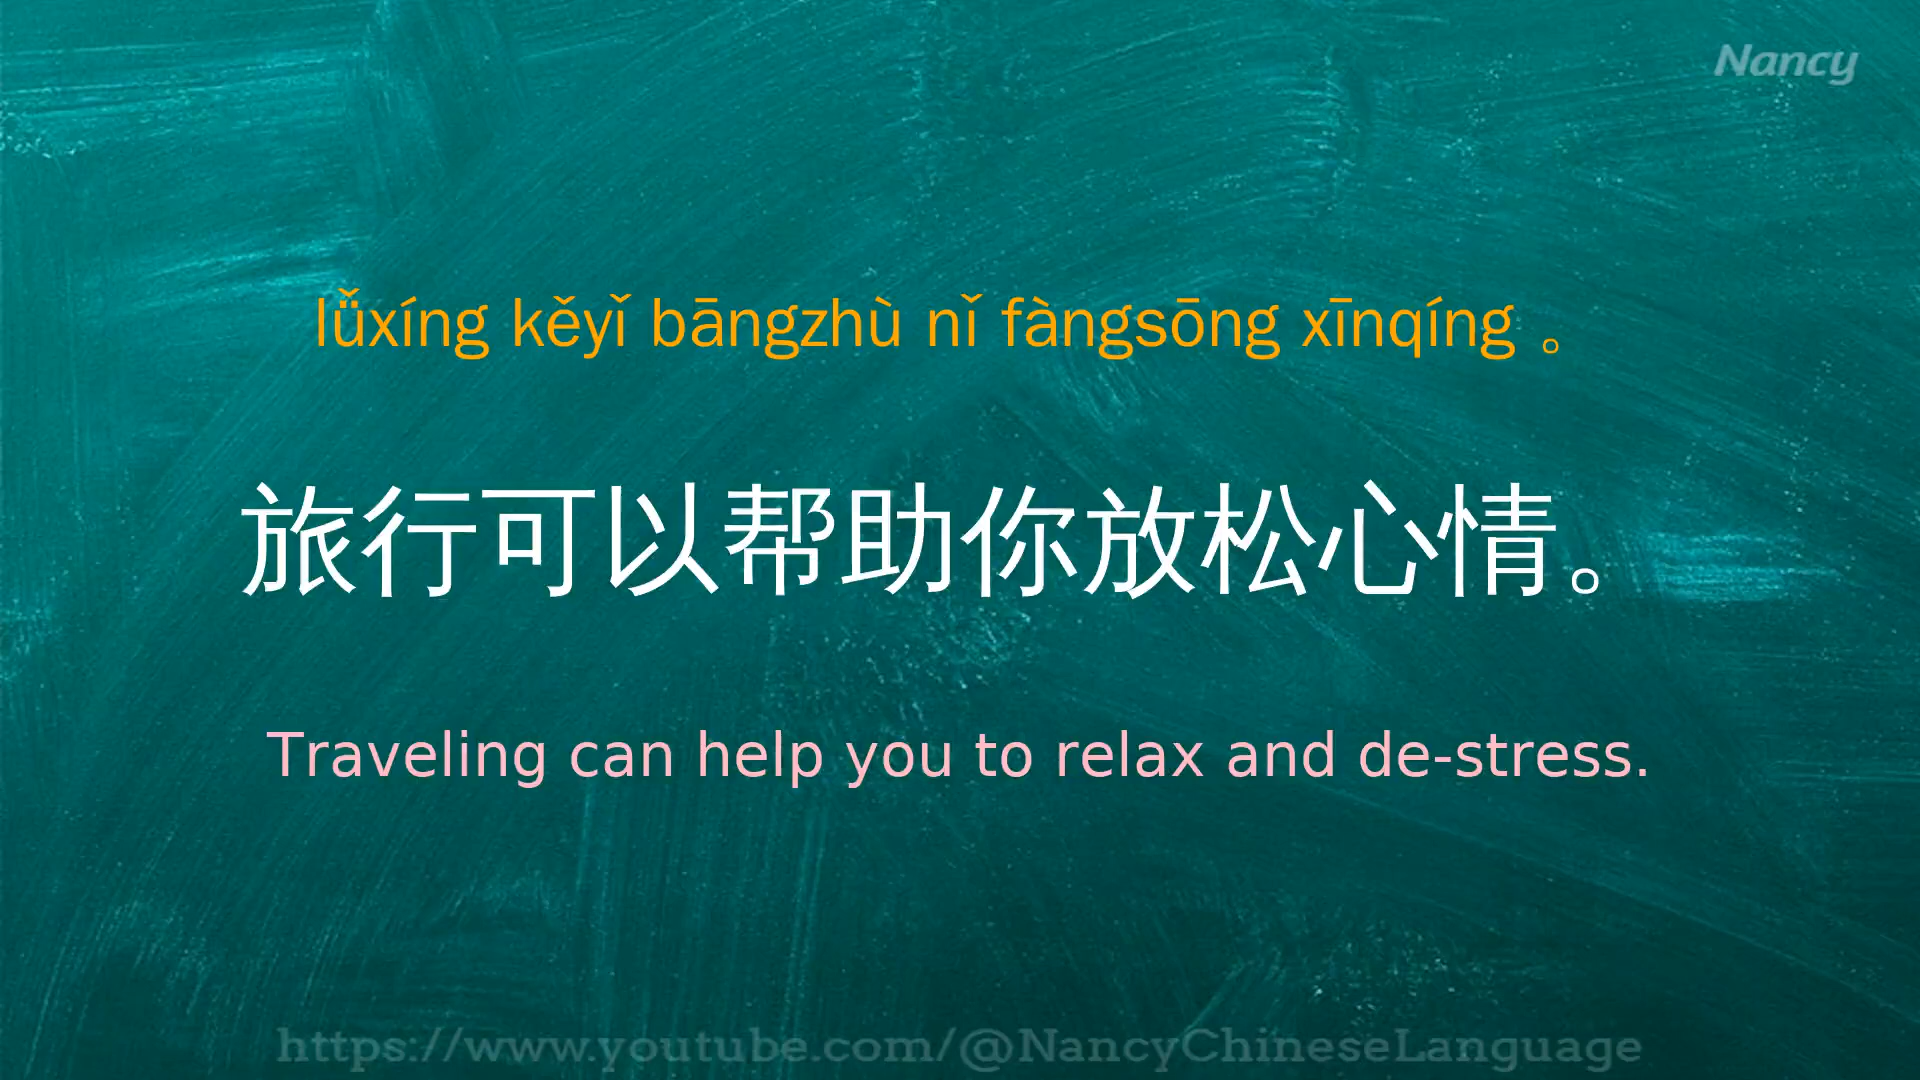 Nancy
lǚxíng kěyǐ bāngzhù nǐ fàngsōng xīnqíng 。
旅行可以帮助你放松心情。
Traveling can help you to relax and de-stress.
https://www.youtube.com/@NancyChineseLanguage